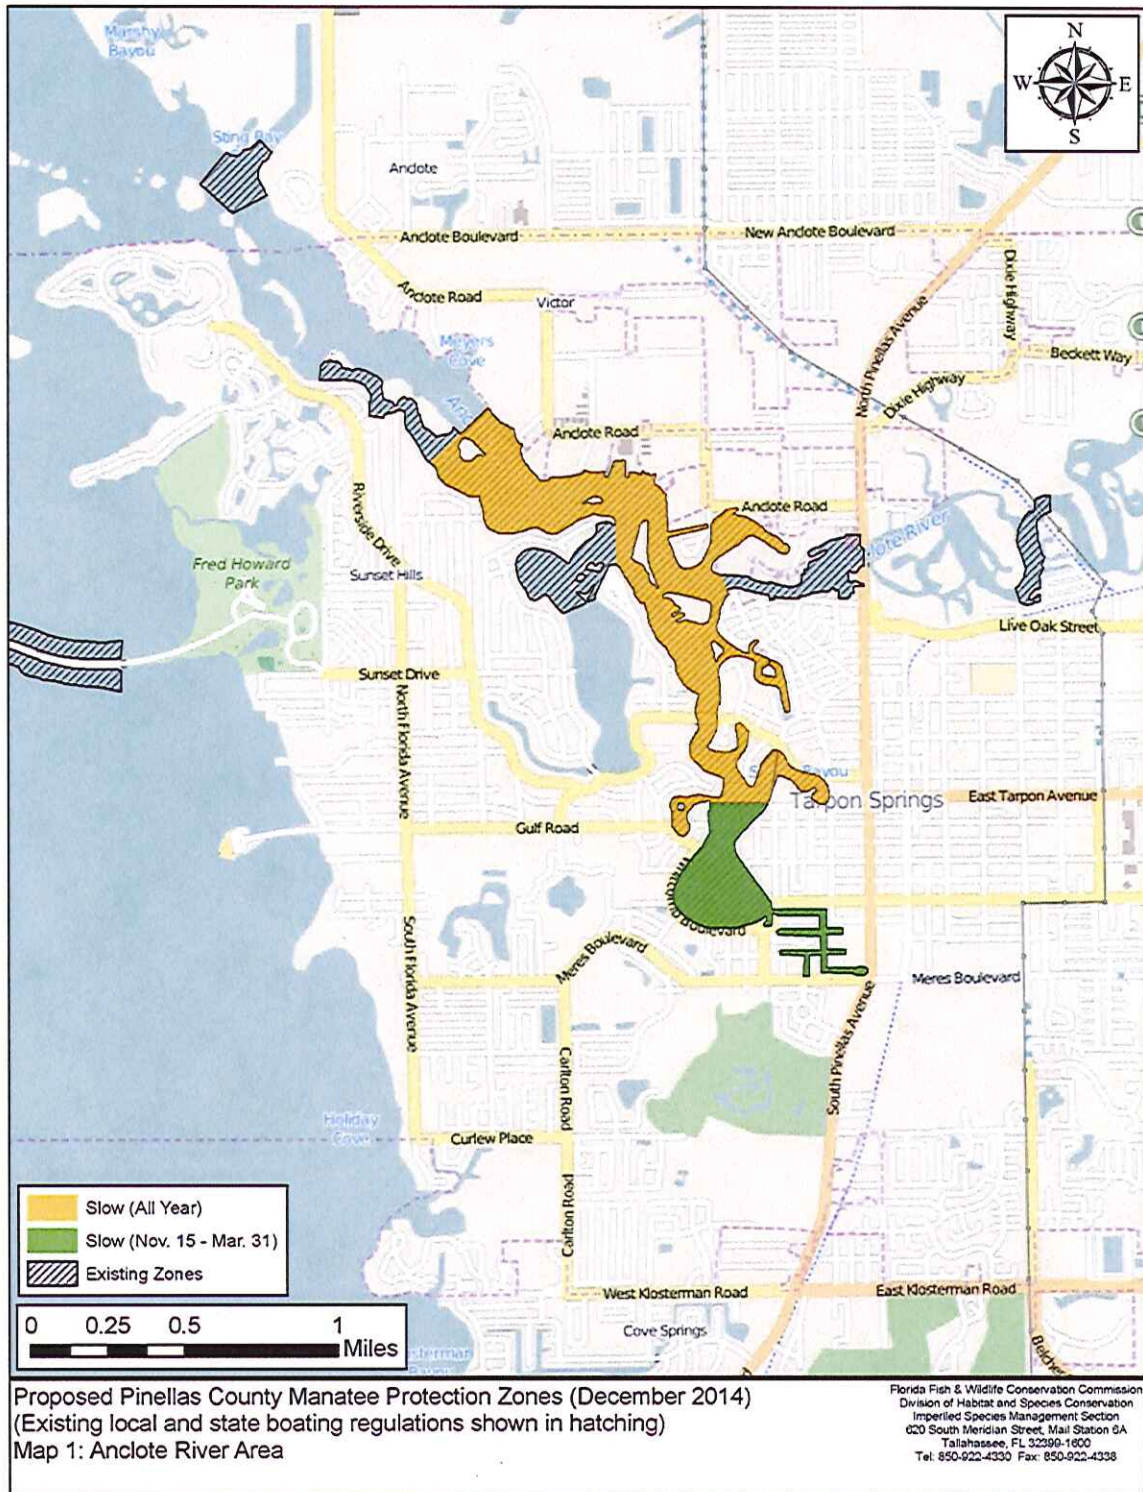 Marshy
Bayou
N
W E
S
Sting Ray
Anclote
Anclote Boulevard
New Anclote Boulevard
Dixie Highway
Anclote Road
Victor
North Pinellas Avenue
Meyers
Cove
Beckett Way
Dixie Highway
Anclote Road
Riverside Drive
Anclote Road
lote River
Fred Howard
Park
Sunset Hills
Live Oak Street
Sunset Drive
North Florida Avenue
Bayou
Tarpon Springs
East Tarpon Avenue
Gulf Road
Whitcomb Boulevard
South Florida Avenue
Meres Boulevard
Meres Boulevard
South Pinellas Avenue
Carlton Road
Holiday
Cove
Curlew Place
Carlton Road
Slow (All Year)
Slow (Nov. 15 - Mar. 31)
Existing Zones
West Klosterman Road
East Klosterman Road
0 0.25 0.5 1
Miles
Cove Springs
osterman
Belcher
Proposed Pinellas County Manatee Protection Zones (December 2014)
(Existing local and state boating regulations shown in hatching)
Map 1: Anclote River Area
Florida Fish & Wildlife Conservation Commission
Division of Habitat and Species Conservation
Imperiled Species Management Section
620 South Meridian Street, Mail Station 6A
Tallahassee, FL 32399-1600
Tel: 850-922-4330 Fax: 850-922-4338